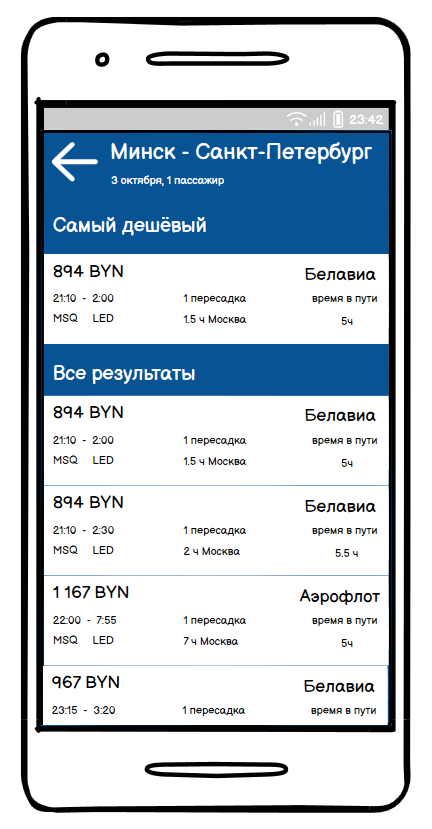 23:42
Минск - Санкт-Петербург
3 октября, 1 пассажир
Самый дешёвый
894 BYN Белавиа
21:10 - 2:00 1 пересадка время в пути
MSQ LED 1.5 ч Москва 5ч
Все результаты
894 BYN Белавиа
21:10 - 2:00 1 пересадка время в пути
MSQ LED 1.5 ч Москва 5ч
894 BYN Белавиа
21:10 - 2:30 1 пересадка время в пути
MSQ LED 2 ч Москва 5.5 ч
1 167 BYN Аэрофлот
22:00 - 7:55 1 пересадка время в пути
MSQ LED 7 ч Москва 5ч
967 BYN Белавиа
23:15 - 3:20 1 пересадка время в пути